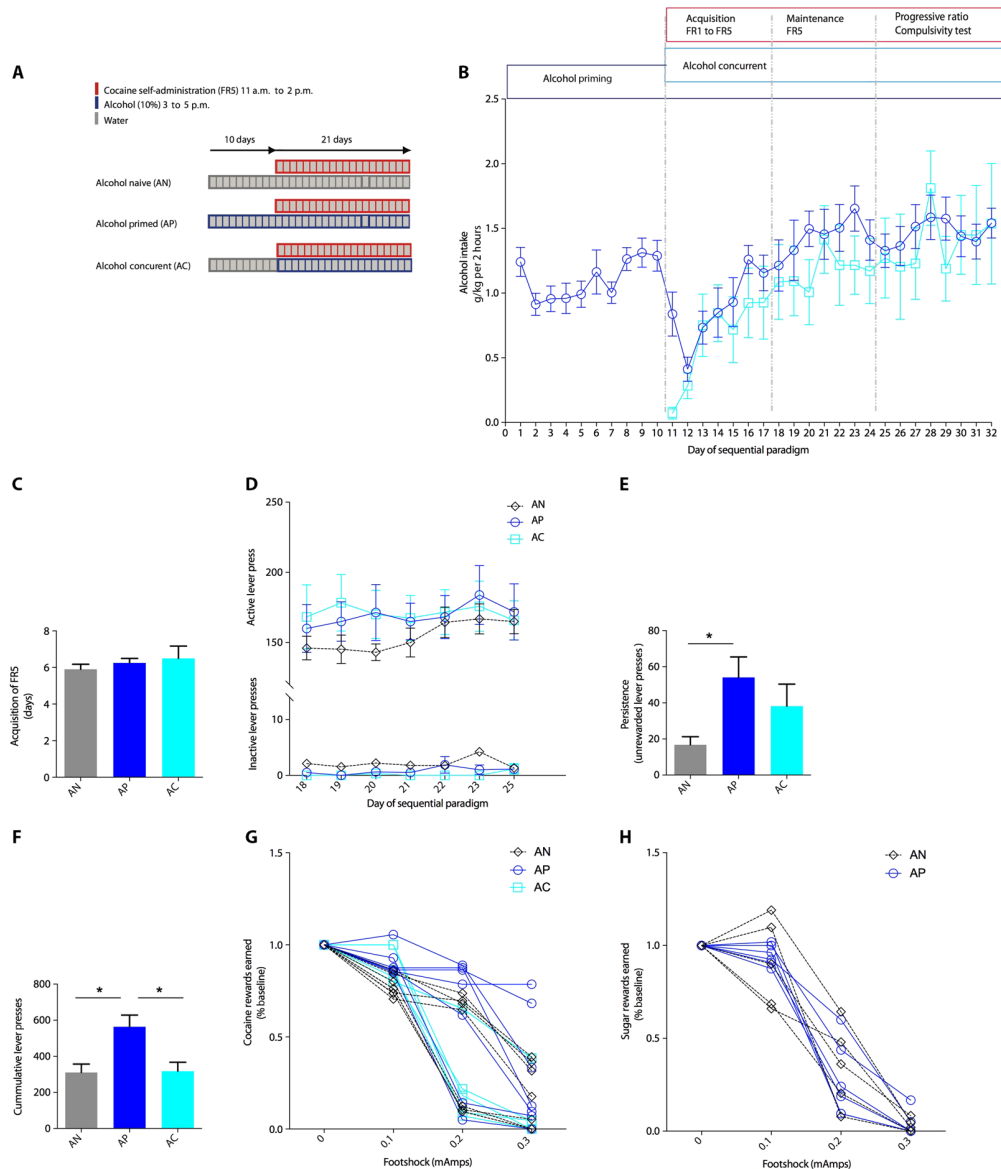 Acquisition
FR1 to FR5
Maintenance
FR5
Progressive ratio
Compulsivity test
Alcohol concurrent
Alcohol priming
A
Cocaine self-administration (FR5) 11 a.m. to 2 p.m.
Alcohol (10%) 3 to 5 p.m.
Water
10 days
21 days
Alcohol naive (AN)
Alcohol primed (AP)
Alcohol concurent (AC)
B
2.5
2.0
1.5
1.0
0.5
0.0
Alcohol intake
g/kg per 2 hours
0 1 2 3 4 5 6 7 8 9 10 11 12 13 14 15 16 17 18 19 20 21 22 23 24 25 26 27 28 29 30 31 32
Day of sequential paradigm
C
8
6
4
2
0
Acquisition of FR5
(days)
AN AP AC
D
AN
AP
AC
250
200
150
10
0
Active lever press
Inactive lever presses
18 19 20 21 22 23 25
Day of sequential paradigm
E
80
60
40
20
0
Persistence
(unrewarded lever presses )
*
AN AP AC
F
800
600
400
200
0
Cummulative lever presses
* *
AN AP AC
G
AN
AP
AC
1.5
1.0
0.5
0.0
Cocaine rewards earned
(% baseline)
0 0.1 0.2 0.3
Footshock (mAmps)
H
AN
AP
1.5
1.0
0.5
0.0
Sugar rewards earned
(% baseline)
0 0.1 0.2 0.3
Footshock (mAmps)